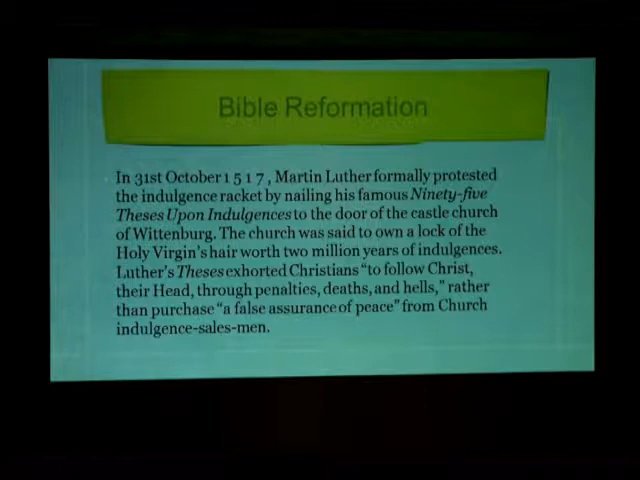 Bible Reformation
In 31st October 1 5 1 7 , Martin Luther formally protested
the indulgence racket by nailing his famous Ninety-five
Theses Upon Indulgences to the door of the castle church
of Wittenburg. The church was said to own a lock of the
Holy Virgin's hair worth two million years of indulgences.
Luther's Theses exhorted Christians “to follow Christ,
their Head, through penalties, deaths, and hells,” rather
than purchase “a false assurance of peace” from Church
indulgence-sales-men.